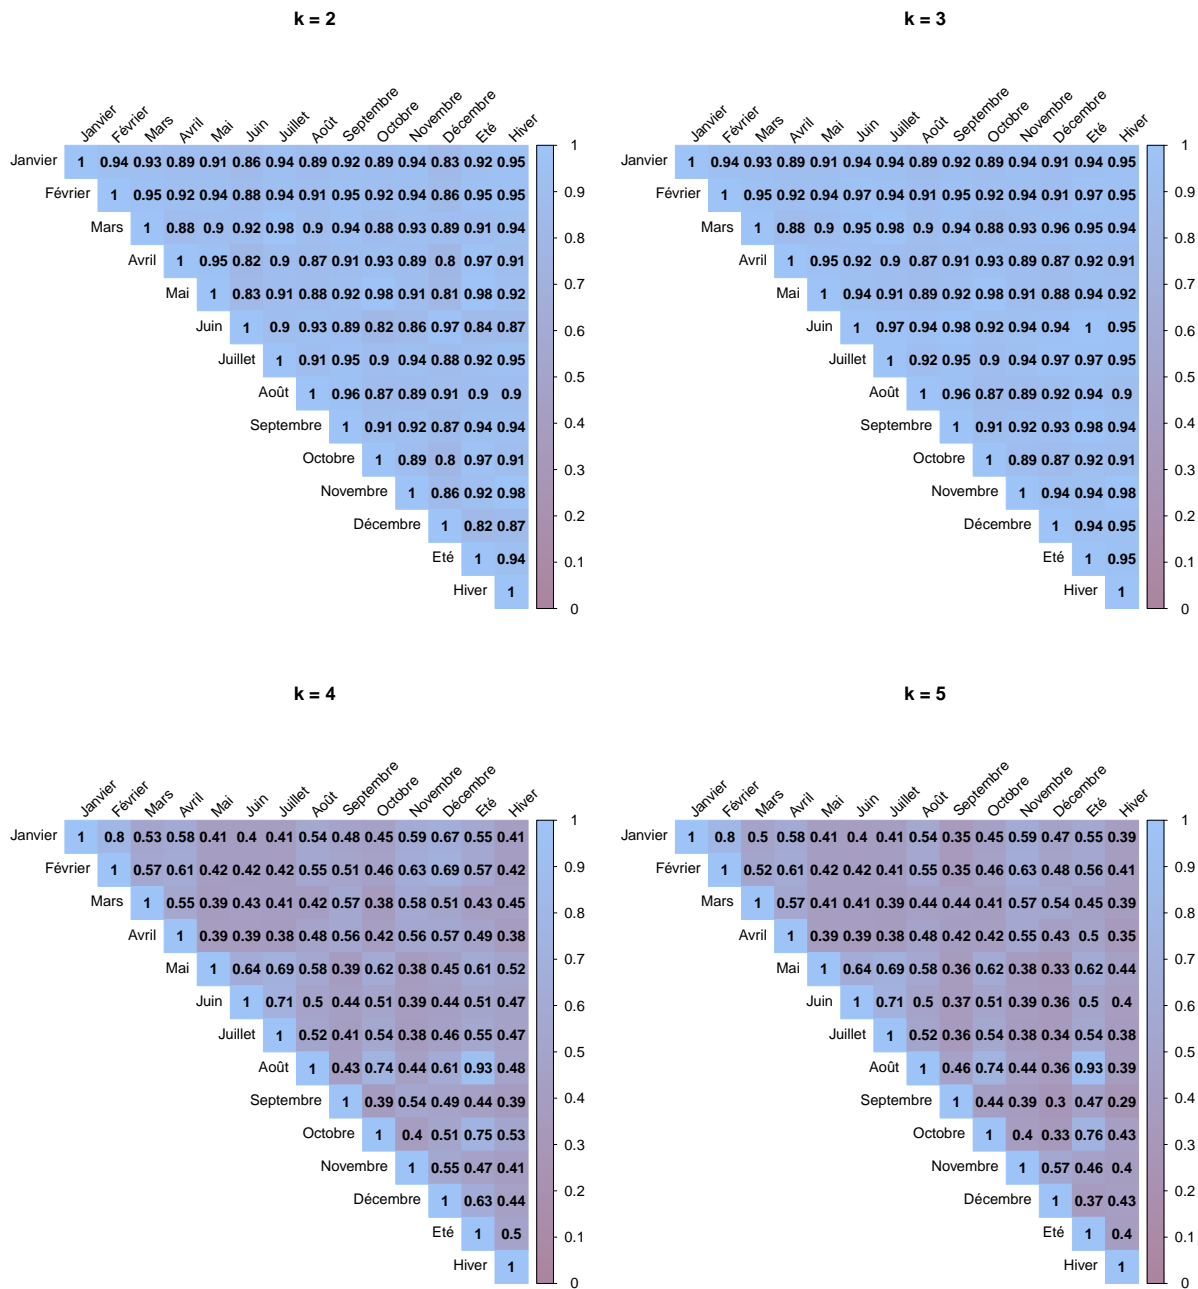 k = 2
Janvier Février Mars Avril Mai Juin Juillet Août Septembre Octobre Novembre Décembre Eté Hiver
Janvier 1 0.94 0.93 0.89 0.91 0.86 0.94 0.89 0.92 0.89 0.94 0.83 0.92 0.95
Février 1 0.95 0.92 0.94 0.88 0.94 0.91 0.95 0.92 0.94 0.86 0.95 0.95
Mars 1 0.88 0.9 0.92 0.98 0.9 0.94 0.88 0.93 0.89 0.91 0.94
Avril 1 0.95 0.82 0.9 0.87 0.91 0.93 0.89 0.8 0.97 0.91
Mai 1 0.83 0.91 0.88 0.92 0.98 0.91 0.81 0.98 0.92
Juin 1 0.9 0.93 0.89 0.82 0.86 0.97 0.84 0.87
Juillet 1 0.91 0.95 0.9 0.94 0.88 0.92 0.95
Août 1 0.96 0.87 0.89 0.91 0.9 0.9
Septembre 1 0.91 0.92 0.87 0.94 0.94
Octobre 1 0.89 0.8 0.97 0.91
Novembre 1 0.86 0.92 0.98
Décembre 1 0.82 0.87
Eté 1 0.94
Hiver 1
1
0.9
0.8
0.7
0.6
0.5
0.4
0.3
0.2
0.1
0
k = 3
Janvier Février Mars Avril Mai Juin Juillet Août Septembre Octobre Novembre Décembre Eté Hiver
Janvier 1 0.94 0.93 0.89 0.91 0.94 0.94 0.89 0.92 0.89 0.94 0.91 0.94 0.95
Février 1 0.95 0.92 0.94 0.97 0.94 0.91 0.95 0.92 0.94 0.91 0.97 0.95
Mars 1 0.88 0.9 0.95 0.98 0.9 0.94 0.88 0.93 0.96 0.95 0.94
Avril 1 0.95 0.92 0.9 0.87 0.91 0.93 0.89 0.87 0.92 0.91
Mai 1 0.94 0.91 0.89 0.92 0.98 0.91 0.88 0.94 0.92
Juin 1 0.97 0.94 0.98 0.92 0.94 0.94 1 0.95
Juillet 1 0.92 0.95 0.9 0.94 0.97 0.97 0.95
Août 1 0.96 0.87 0.89 0.92 0.94 0.9
Septembre 1 0.91 0.92 0.93 0.98 0.94
Octobre 1 0.89 0.87 0.92 0.91
Novembre 1 0.94 0.94 0.98
Décembre 1 0.94 0.95
Eté 1 0.95
Hiver 1
1
0.9
0.8
0.7
0.6
0.5
0.4
0.3
0.2
0.1
0
k = 4
Janvier Février Mars Avril Mai Juin Juillet Août Septembre Octobre Novembre Décembre Eté Hiver
Janvier 1 0.8 0.53 0.58 0.41 0.4 0.41 0.54 0.48 0.45 0.59 0.67 0.55 0.41
Février 1 0.57 0.61 0.42 0.42 0.42 0.55 0.51 0.46 0.63 0.69 0.57 0.42
Mars 1 0.55 0.39 0.43 0.41 0.42 0.57 0.38 0.58 0.51 0.43 0.45
Avril 1 0.39 0.39 0.38 0.48 0.56 0.42 0.56 0.57 0.49 0.38
Mai 1 0.64 0.69 0.58 0.39 0.62 0.38 0.45 0.61 0.52
Juin 1 0.71 0.5 0.44 0.51 0.39 0.44 0.51 0.47
Juillet 1 0.52 0.41 0.54 0.38 0.46 0.55 0.47
Août 1 0.43 0.74 0.44 0.61 0.93 0.48
Septembre 1 0.39 0.54 0.49 0.44 0.39
Octobre 1 0.4 0.51 0.75 0.53
Novembre 1 0.55 0.47 0.41
Décembre 1 0.63 0.44
Eté 1 0.5
Hiver 1
1
0.9
0.8
0.7
0.6
0.5
0.4
0.3
0.2
0.1
0
k = 5
Janvier Février Mars Avril Mai Juin Juillet Août Septembre Octobre Novembre Décembre Eté Hiver
Janvier 1 0.8 0.5 0.58 0.41 0.4 0.41 0.54 0.35 0.45 0.59 0.47 0.55 0.39
Février 1 0.52 0.61 0.42 0.42 0.41 0.55 0.35 0.46 0.63 0.48 0.56 0.41
Mars 1 0.57 0.41 0.41 0.39 0.44 0.44 0.41 0.57 0.54 0.45 0.39
Avril 1 0.39 0.39 0.38 0.48 0.42 0.42 0.55 0.43 0.5 0.35
Mai 1 0.64 0.69 0.58 0.36 0.62 0.38 0.33 0.62 0.44
Juin 1 0.71 0.5 0.37 0.51 0.39 0.36 0.5 0.4
Juillet 1 0.52 0.36 0.54 0.38 0.34 0.54 0.38
Août 1 0.46 0.74 0.44 0.36 0.93 0.39
Septembre 1 0.44 0.39 0.3 0.47 0.29
Octobre 1 0.4 0.33 0.76 0.43
Novembre 1 0.57 0.46 0.4
Décembre 1 0.37 0.43
Eté 1 0.4
Hiver 1
1
0.9
0.8
0.7
0.6
0.5
0.4
0.3
0.2
0.1
0